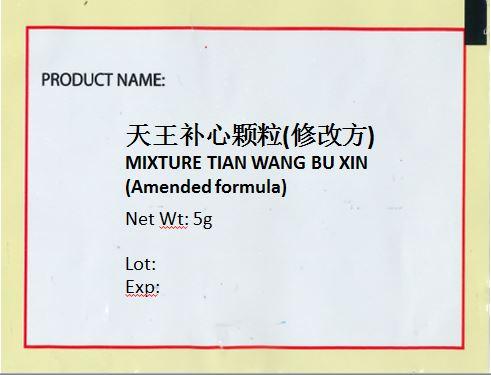 PRODUCT NAME:
天王补心颗粒(修改方)
MIXTURE TIAN WANG BU XIN
(Amended formula)
Net Wt: 5g
Lot:
Exp: